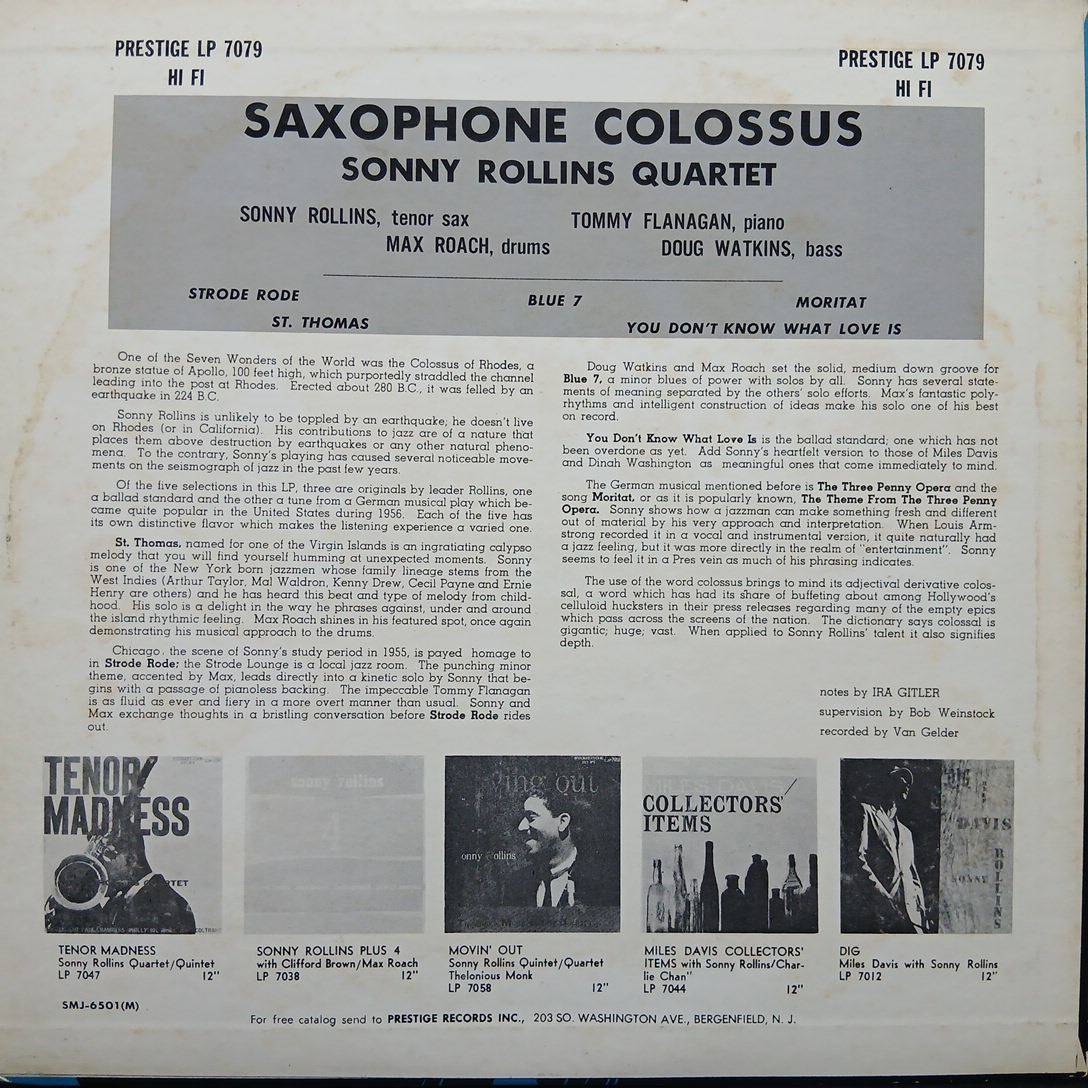 PRESTIGE LP 7079
HI FI
PRESTIGE LP 7079
HI FI
SAXOPHONE COLOSSUS
SONNY ROLLINS QUARTET
SONNY ROLLINS, tenor sax TOMMY FLANAGAN, piano
MAX ROACH, drums DOUG WATKINS, bass
STRODE RODE BLUE 7 MORITAT
ST. THOMAS YOU DON'T KNOW WHAT LOVE IS
One of the Seven Wonders of the World was the Colossus of Rhodes, a
bronze statue of Apollo, 100 feet high, which purportedly straddled the channel
leading into the post at Rhodes. Erected about 280 B.C., it was felled by an
earthquake in 224 B.C.
Sonny Rollins is unlikely to be toppled by an earthquake; he doesn't live
on Rhodes (or in California). His contributions to jazz are of a nature that
places them above destruction by earthquakes or any other natural pheno-
mena. To the contrary, Sonny's playing has caused several noticeable move-
ments on the seismograph of jazz in the past few years.
Of the five selections in this LP, three are originals by leader Rollins, one
a ballad standard and the other a tune from a German musical play which be-
came quite popular in the United States during 1956. Each of the five has
its own distinctive flavor which makes the listening experience a varied one.
St. Thomas, named for one of the Virgin Islands is an ingratiating calypso
melody that you will find yourself humming at unexpected moments. Sonny
is one of the New York born jazzmen whose family lineage stems from the
West Indies (Arthur Taylor, Mal Waldron, Kenny Drew, Cecil Payne and Ernie
Henry are others) and he has heard this beat and type of melody from child-
hood. His solo is a delight in the way he phrases against, under and around
the island rhythmic feeling. Max Roach shines in his featured spot, once again
demonstrating his musical approach to the drums.
Chicago, the scene of Sonny's study period in 1955, is payed homage to
in Strode Rode; the Strode Lounge is a local jazz room. The punching minor
theme, accented by Max, leads directly into a kinetic solo by Sonny that be-
gins with a passage of pianoless backing. The impeccable Tommy Flanagan
is as fluid as ever and fiery in a more overt manner than usual. Sonny and
Max exchange thoughts in a bristling conversation before Strode Rode rides
out.
Doug Watkins and Max Roach set the solid, medium down groove for
Blue 7, a minor blues of power with solos by all. Sonny has several state-
ments of meaning separated by the others' solo efforts. Max's fantastic poly-
rhythms and intelligent construction of ideas make his solo one of his best
on record.
You Don't Know What Love Is is the ballad standard; one which has not
been overdone as yet. Add Sonny's heartfelt version to those of Miles Davis
and Dinah Washington as meaningful ones that come immediately to mind.
The German musical mentioned before is The Three Penny Opera and the
song Moritat, or as it is popularly known, The Theme From The Three Penny
Opera. Sonny shows how a jazzman can make something fresh and different
out of material by his very approach and interpretation. When Louis Arm-
strong recorded it in a vocal and instrumental version, it quite naturally had
a jazz feeling, but it was more directly in the realm of "entertainment". Sonny
seems to feel it in a Pres vein as much of his phrasing indicates.
The use of the word colossus brings to mind its adjectival derivative colos-
sal, a word which has had its share of buffeting about among Hollywood's
celluloid hucksters in their press releases regarding many of the empty epics
which pass across the screens of the nation. The dictionary says colossal is
gigantic; huge; vast. When applied to Sonny Rollins' talent it also signifies
depth.
notes by IRA GITLER
supervision by Bob Weinstock
recorded by Van Gelder
TENOR
MADNESS
sonny rollins
4
ving out
onny ollins
COLLECTORS'
ITEMS
DIG
DAVIS
SONNY
ROLLINS
TENOR MADNESS
Sonny Rollins Quartet/Quintet
LP 7047 12"
SONNY ROLLINS PLUS 4
with Clifford Brown/Max Roach
LP 7038 12"
MOVIN' OUT
Sonny Rollins Quintet/Quartet
Thelonious Monk
LP 7058 12"
MILES DAVIS COLLECTORS'
ITEMS with Sonny Rollins/Char-
lie Chan"
LP 7044 12"
DIG
Miles Davis with Sonny Rollins
LP 7012 12"
SMJ-6501(M)
For free catalog send to PRESTIGE RECORDS INC., 203 SO. WASHINGTON AVE., BERGENFIELD, N. J.